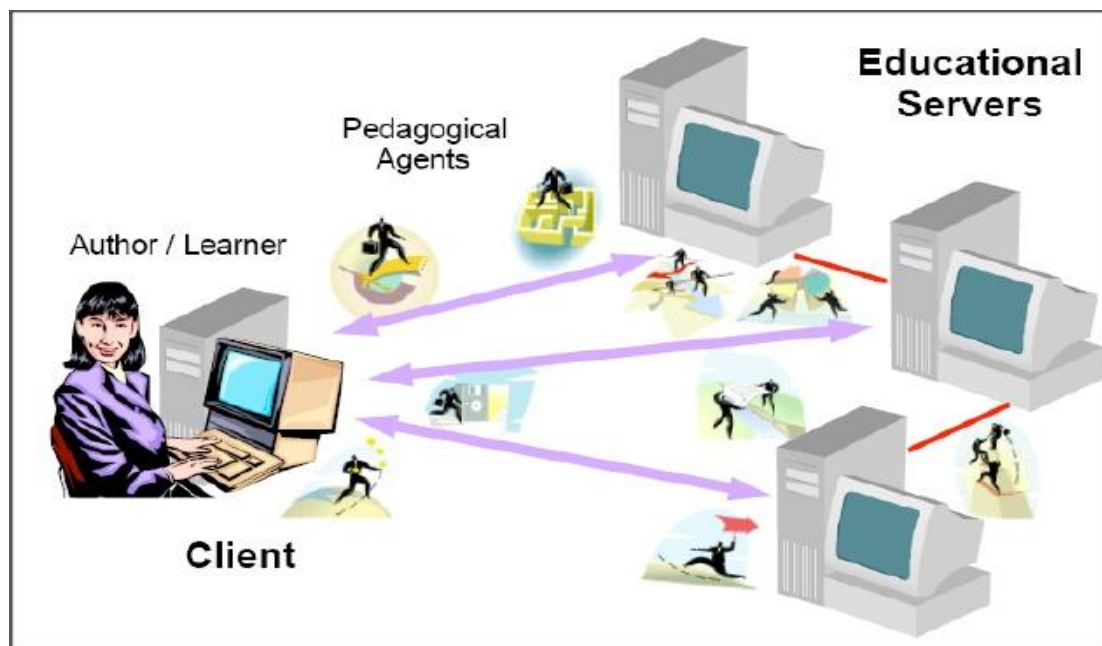 Educational
Servers
Pedagogical
Agents
Author / Learner
Client